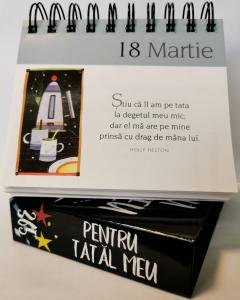 18 Martie
Știu că îl am pe tata
la degetul meu mic;
dar el mă are pe mine
prinsă cu drag de mâna lui.
HOLLY HESTON
PENTRU
TATĂL MEU